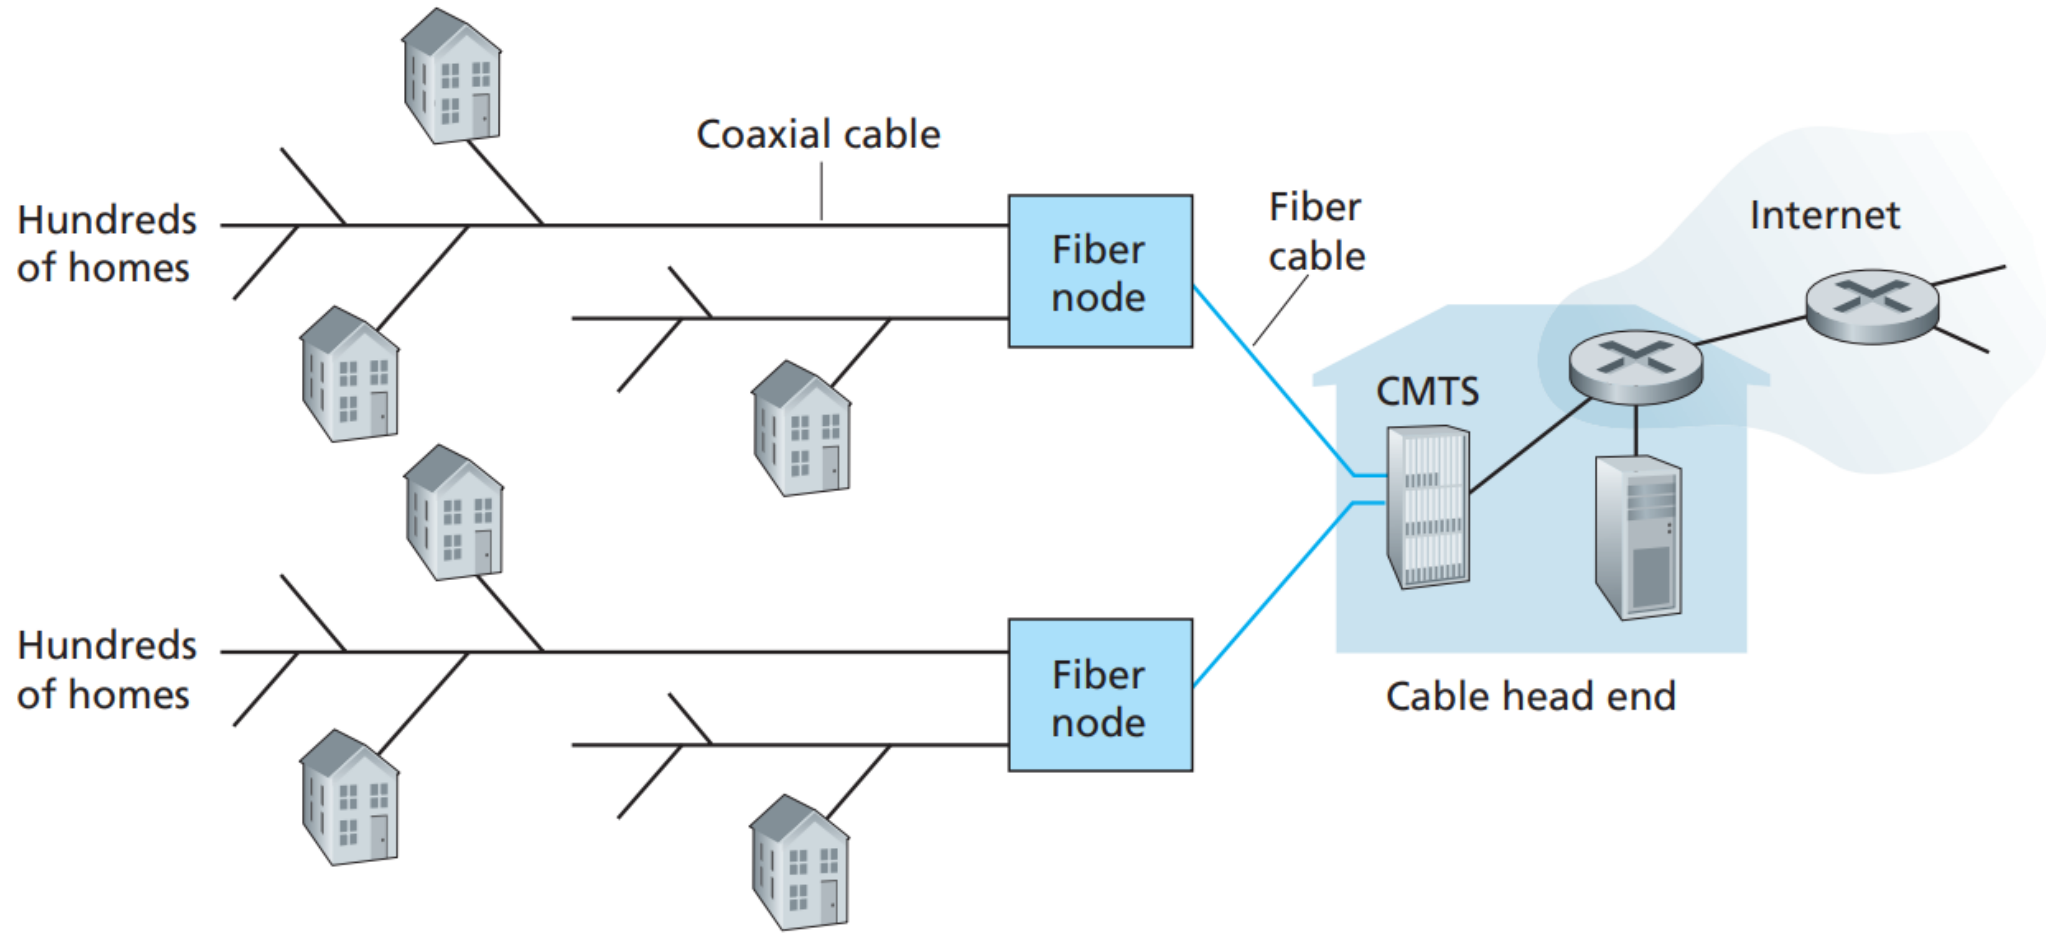 Coaxial cable
Hundreds
of homes
Fiber
node
Fiber
cable
Internet
CMTS
Hundreds
of homes
Fiber
node
Cable head end